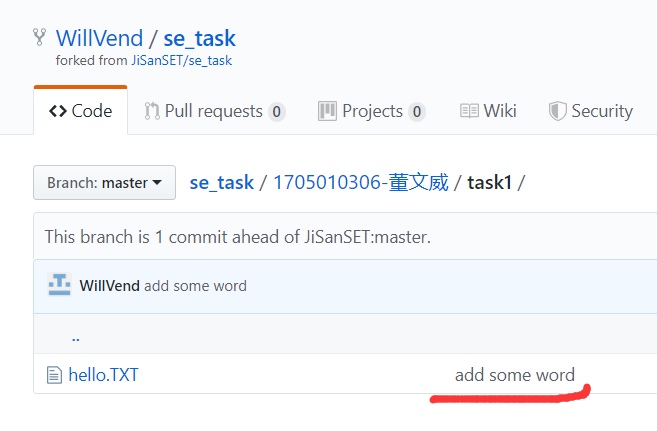 WillVend / se_task
forked from JiSanSET/se_task
Code Pull requests 0 Projects 0 Wiki Security
Branch: master se_task / 1705010306-董文威 / task1 /
This branch is 1 commit ahead of JiSanSET:master.
WillVend add some word
..
hello.TXT add some word